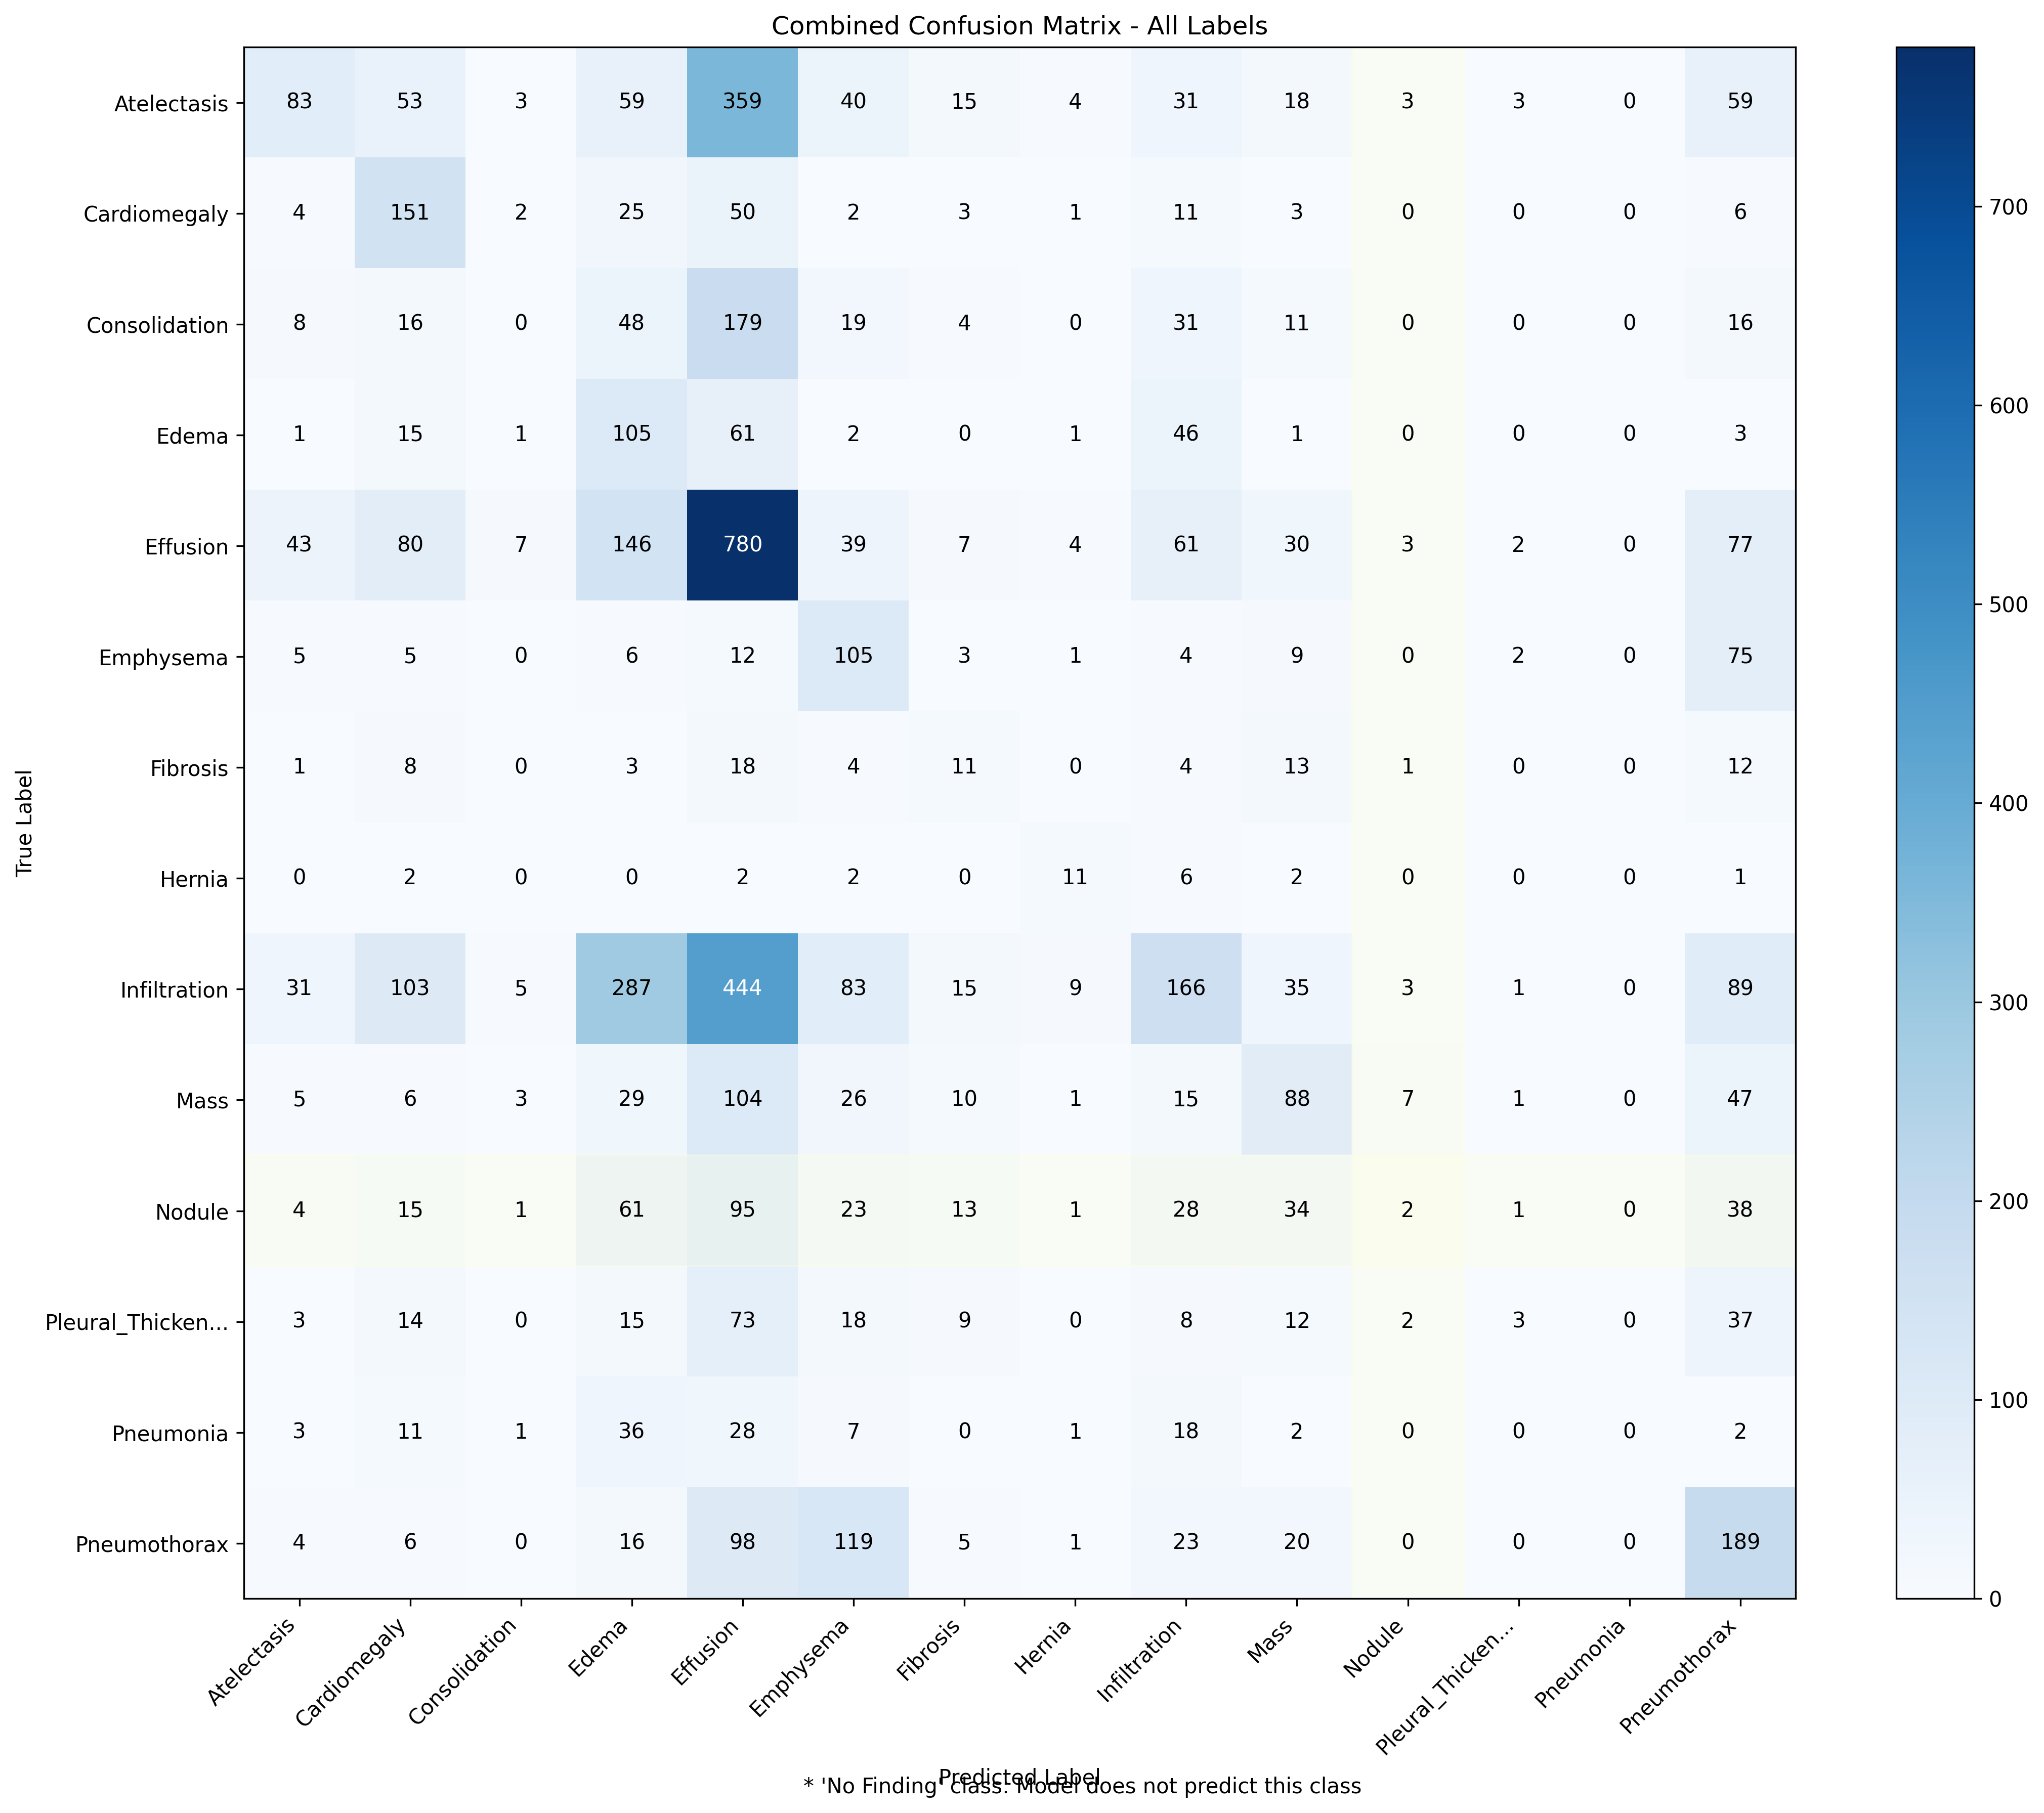 Combined Confusion Matrix - All Labels
True Label
Atelectasis 83 53 3 59 359 40 15 4 31 18 3 3 0 59
Cardiomegaly 4 151 2 25 50 2 3 1 11 3 0 0 0 6
Consolidation 8 16 0 48 179 19 4 0 31 11 0 0 0 16
Edema 1 15 1 105 61 2 0 1 46 1 0 0 0 3
Effusion 43 80 7 146 780 39 7 4 61 30 3 2 0 77
Emphysema 5 5 0 6 12 105 3 1 4 9 0 2 0 75
Fibrosis 1 8 0 3 18 4 11 0 4 13 1 0 0 12
Hernia 0 2 0 0 2 2 0 11 6 2 0 0 0 1
Infiltration 31 103 5 287 444 83 15 9 166 35 3 1 0 89
Mass 5 6 3 29 104 26 10 1 15 88 7 1 0 47
Nodule 4 15 1 61 95 23 13 1 28 34 2 1 0 38
Pleural_Thicken... 3 14 0 15 73 18 9 0 8 12 2 3 0 37
Pneumonia 3 11 1 36 28 7 0 1 18 2 0 0 0 2
Pneumothorax 4 6 0 16 98 119 5 1 23 20 0 0 0 189
Atelectasis Cardiomegaly Consolidation Edema Effusion Emphysema Fibrosis Hernia Infiltration Mass Nodule Pleural_Thicken... Pneumonia Pneumothorax
Predicted Label
* 'No Finding' class: Model does not predict this class
700
600
500
400
300
200
100
0